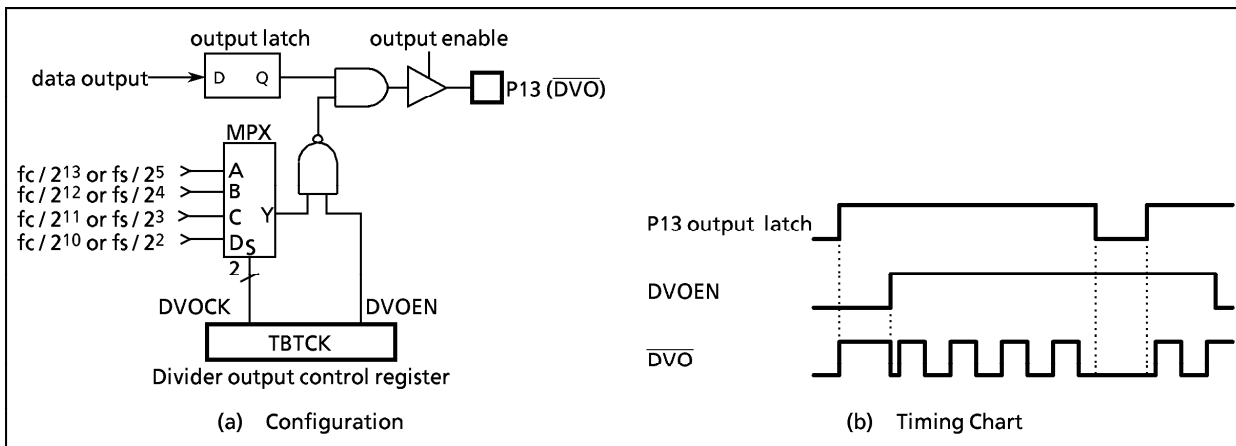 output latch
output enable
data output
D Q
P13 (DVO)
MPX
fc / 2¹³ or fs / 2⁵
A
fc / 2¹² or fs / 2⁴
B
fc / 2¹¹ or fs / 2³
C
Y
fc / 2¹⁰ or fs / 2²
D
S
2
DVOCK
DVOEN
TBTCK
Divider output control register
(a) Configuration
P13 output latch
DVOEN
DVO
(b) Timing Chart